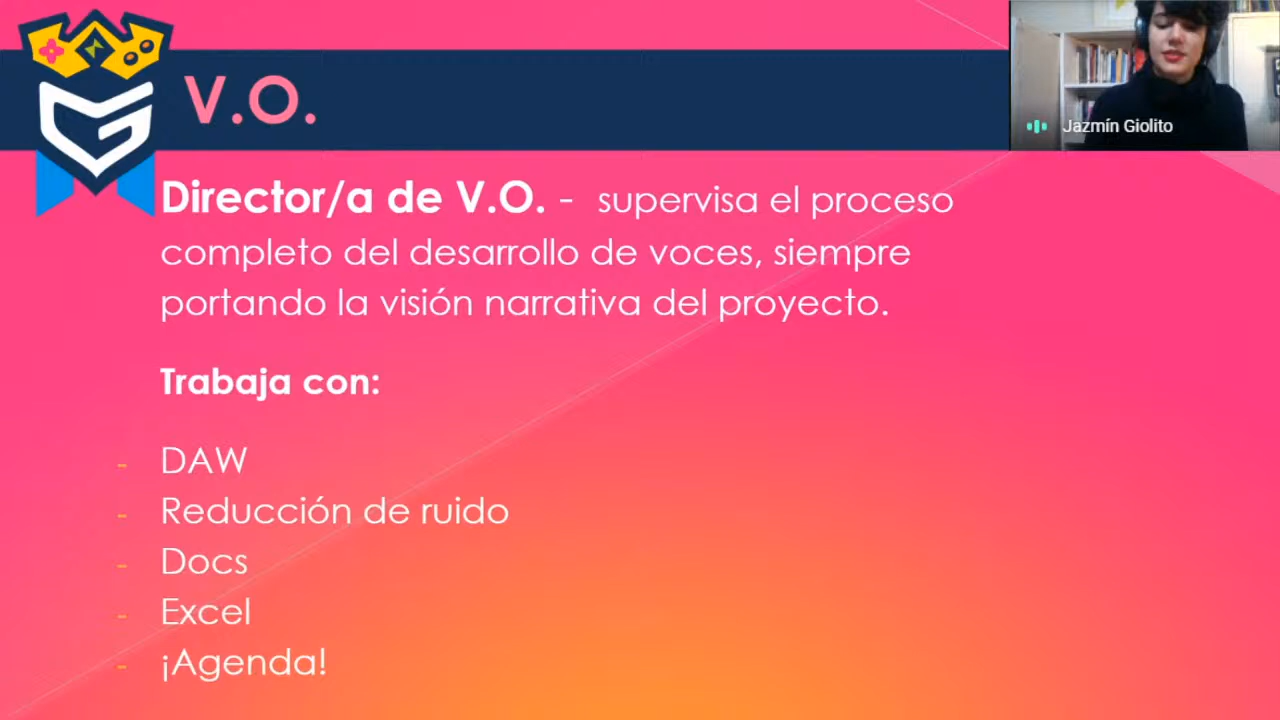 V.O.
Jazmín Giolito
Director/a de V.O. - supervisa el proceso
completo del desarrollo de voces, siempre
portando la visión narrativa del proyecto.
Trabaja con:
- DAW
- Reducción de ruido
- Docs
- Excel
- ¡Agenda!